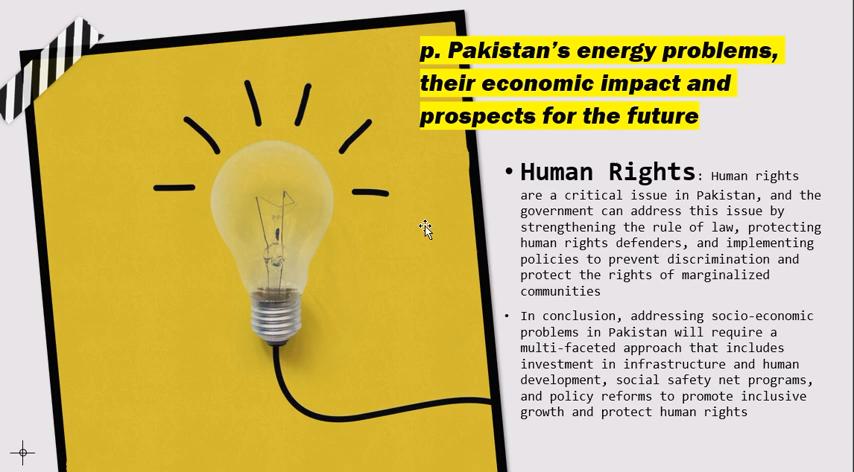 p. Pakistan’s energy problems,
their economic impact and
prospects for the future
• Human Rights: Human rights
are a critical issue in Pakistan, and the
government can address this issue by
strengthening the rule of law, protecting
human rights defenders, and implementing
policies to prevent discrimination and
protect the rights of marginalized
communities
• In conclusion, addressing socio-economic
problems in Pakistan will require a
multi-faceted approach that includes
investment in infrastructure and human
development, social safety net programs,
and policy reforms to promote inclusive
growth and protect human rights